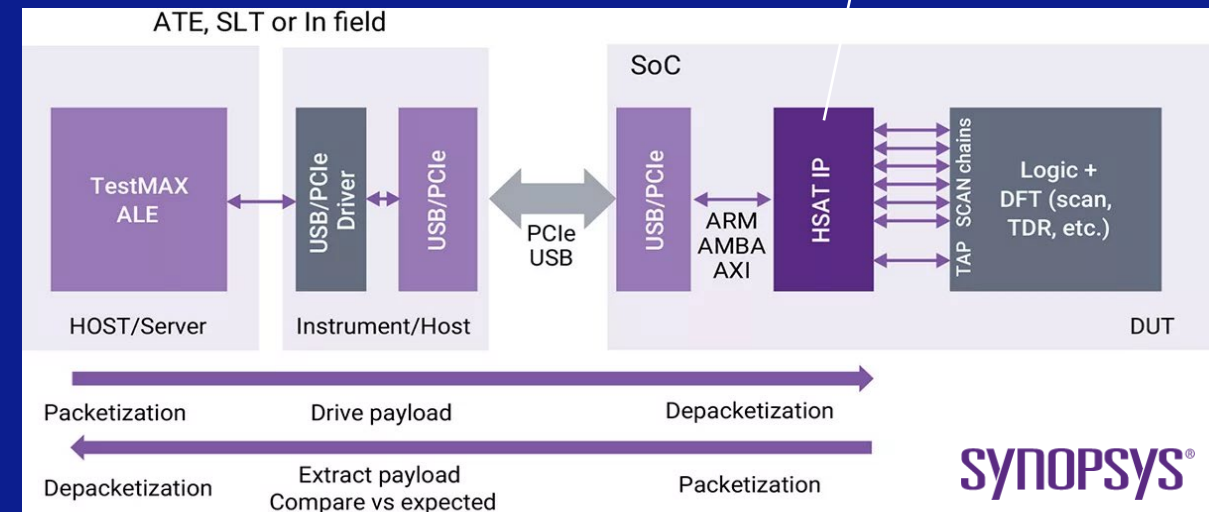 ATE, SLT or In field
SoC
TestMAX
ALE
USB/PCIe
Driver
USB/PCIe
PCIe
USB
USB/PCIe
ARM
AMBA
AXI
HSAT IP
SCAN chains
TAP
Logic +
DFT (scan,
TDR, etc.)
HOST/Server
Instrument/Host
DUT
Packetization
Drive payload
Depacketization
Depacketization
Extract payload
Compare vs expected
Packetization
SYNOPSYS®